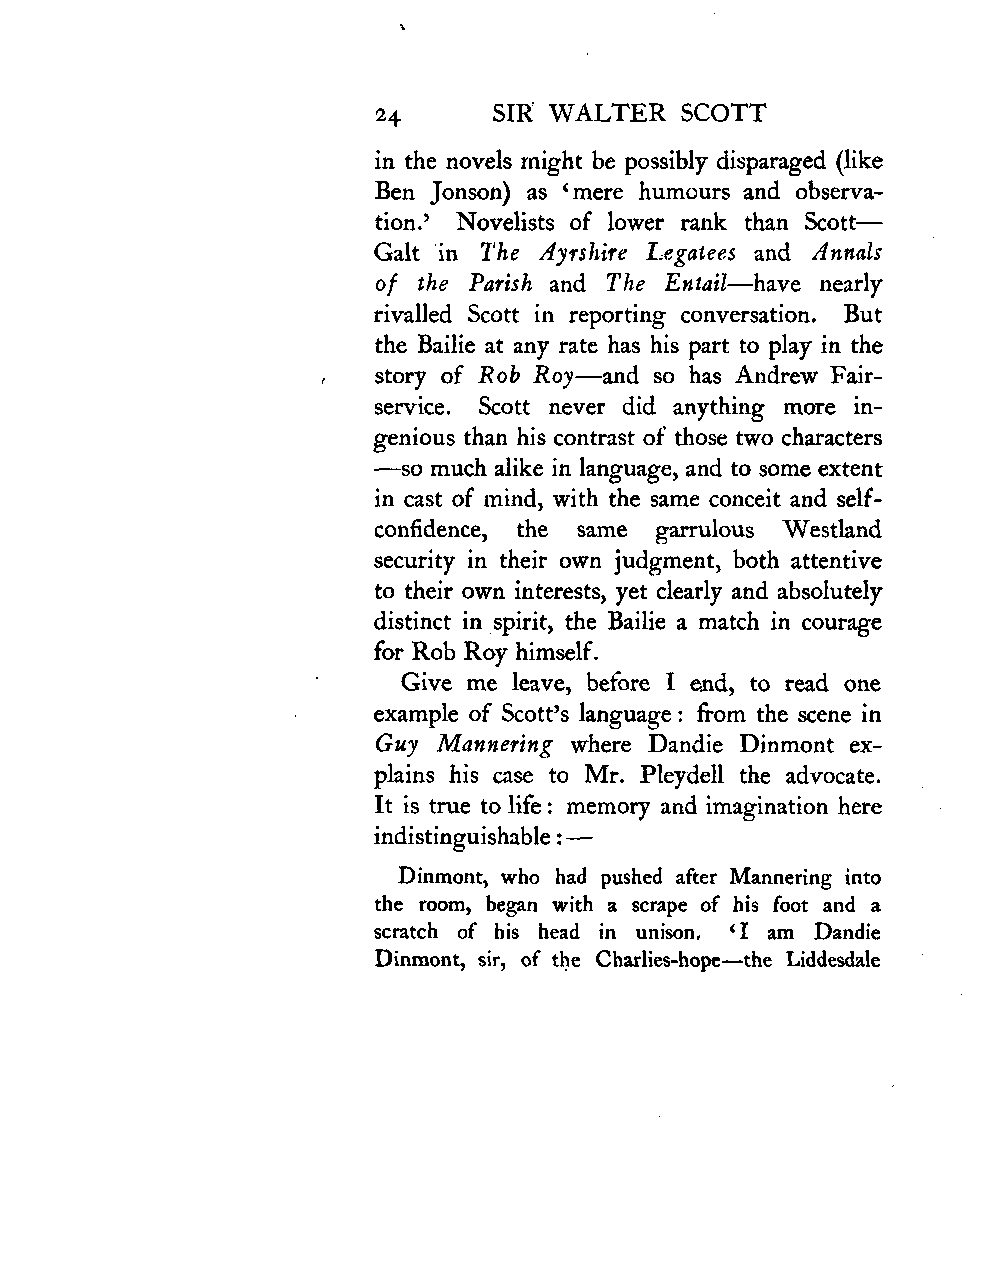 24 SIR WALTER SCOTT
in the novels might be possibly disparaged (like
Ben Jonson) as ‘mere humours and observa-
tion.’ Novelists of lower rank than Scott—
Galt in The Ayrshire Legatees and Annals
of the Parish and The Entail—have nearly
rivalled Scott in reporting conversation. But
the Bailie at any rate has his part to play in the
story of Rob Roy—and so has Andrew Fair-
service. Scott never did anything more in-
genious than his contrast of those two characters
—so much alike in language, and to some extent
in cast of mind, with the same conceit and self-
confidence, the same garrulous Westland
security in their own judgment, both attentive
to their own interests, yet clearly and absolutely
distinct in spirit, the Bailie a match in courage
for Rob Roy himself.
Give me leave, before I end, to read one
example of Scott’s language: from the scene in
Guy Mannering where Dandie Dinmont ex-
plains his case to Mr. Pleydell the advocate.
It is true to life: memory and imagination here
indistinguishable:—
Dinmont, who had pushed after Mannering into
the room, began with a scrape of his foot and a
scratch of his head in unison. ‘I am Dandie
Dinmont, sir, of the Charlies-hope—the Liddesdale